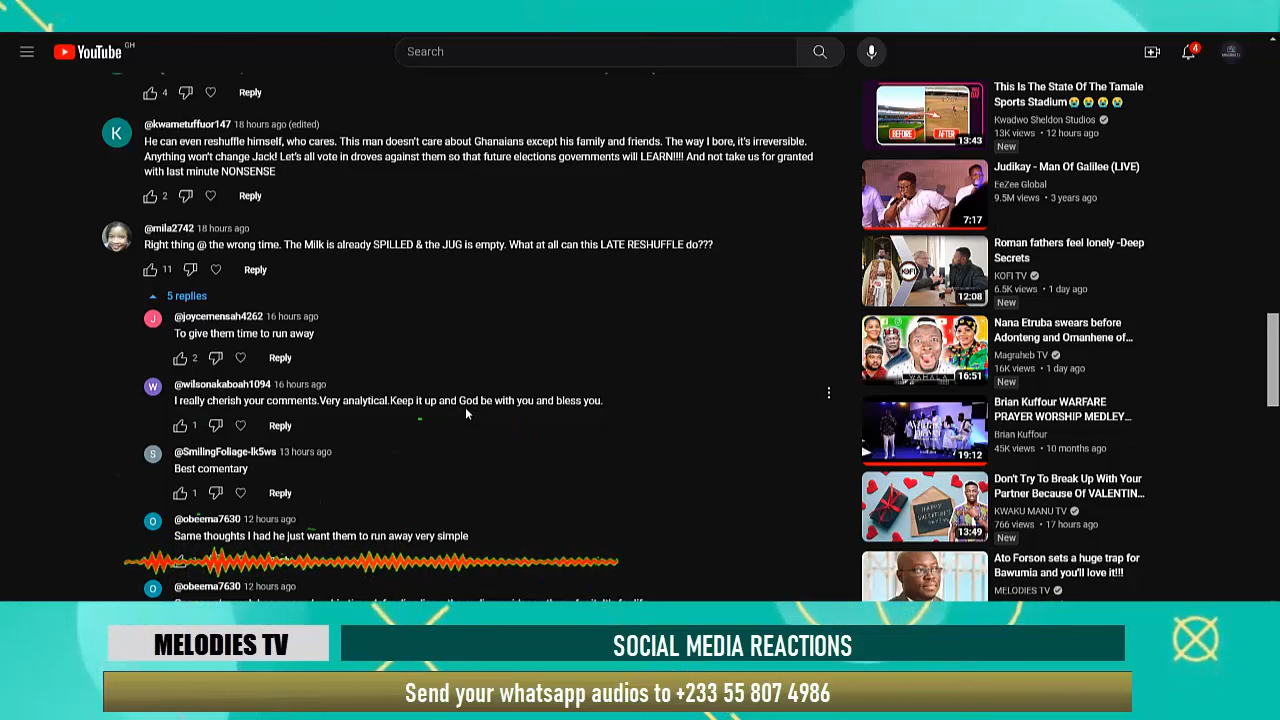 YouTube GH
Search
4
4 Reply
K
@kwametuffuor147 18 hours ago (edited)
He can even reshuffle himself, who cares. This man doesn't care about Ghanaians except his family and friends. The way I bore, it's irreversible.
Anything won't change Jack! Let's all vote in droves against them so that future elections governments will LEARN!!!! And not take us for granted
with last minute NONSENSE
2 Reply
@mila2742 18 hours ago
Right thing @ the wrong time. The Milk is already SPILLED & the JUG is empty. What at all can this LATE RESHUFFLE do???
11 Reply
5 replies
J
@joycemensah4262 16 hours ago
To give them time to run away
2 Reply
W
@wilsonakaboah1094 16 hours ago
I really cherish your comments.Very analytical.Keep it up and God be with you and bless you.
1 Reply
S
@SmilingFoliage-lk5ws 13 hours ago
Best comentary
1 Reply
O
@obeema7630 12 hours ago
Same thoughts I had he just want them to run away very simple
O
@obeema7630 12 hours ago
BEFORE
AFTER
13:43
This Is The State Of The Tamale
Sports Stadium😭😭😭😭
Kwadwo Sheldon Studios
13K views • 12 hours ago
New
7:17
Judikay - Man Of Galilee (LIVE)
EeZee Global
9.5M views • 3 years ago
KOFI
12:08
Roman fathers feel lonely -Deep
Secrets
KOFI TV
6.5K views • 1 day ago
New
WAHALA
16:51
Nana Etruba swears before
Adonteng and Omanhene of...
Magraheb TV
16K views • 1 day ago
New
19:12
Brian Kuffour WARFARE
PRAYER WORSHIP MEDLEY...
Brian Kuffour
45K views • 10 months ago
13:49
Don't Try To Break Up With Your
Partner Because Of VALENTIN...
KWAKU MANU TV
766 views • 17 hours ago
New
Ato Forson sets a huge trap for
Bawumia and you'll love it!!!
MELODIES TV
MELODIES TV
SOCIAL MEDIA REACTIONS
Send your whatsapp audios to +233 55 807 4986